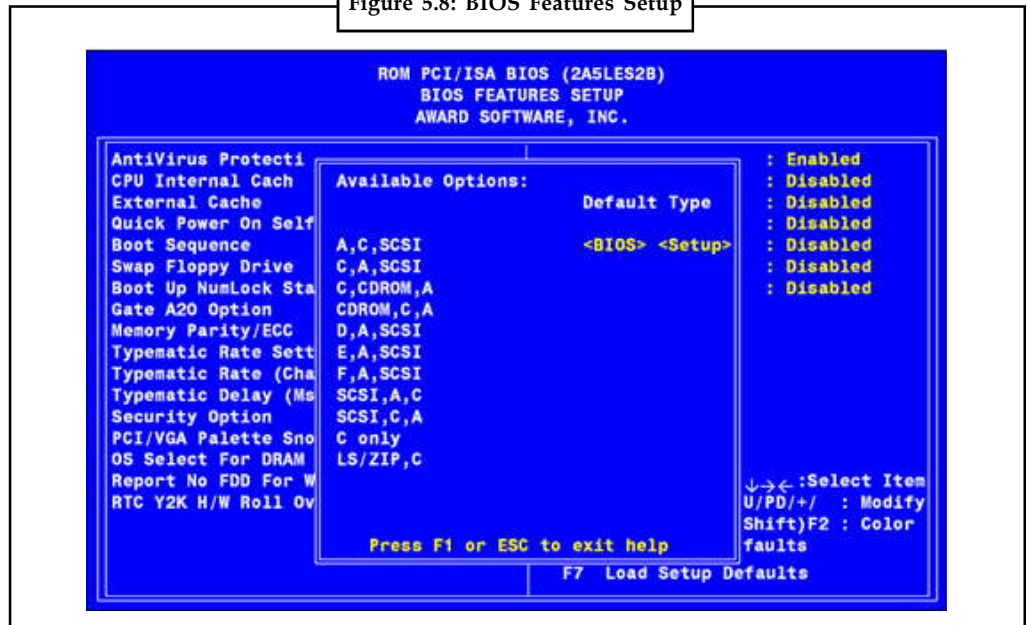 Figure 5.8: BIOS Features Setup
ROM PCI/ISA BIOS (2A5LES2B)
BIOS FEATURES SETUP
AWARD SOFTWARE, INC.
AntiVirus Protecti : Enabled
CPU Internal Cach Available Options: : Disabled
External Cache Default Type : Disabled
Quick Power On Self : Disabled
Boot Sequence A,C,SCSI <BIOS> <Setup> : Disabled
Swap Floppy Drive C,A,SCSI : Disabled
Boot Up NumLock Sta C,CDROM,A : Disabled
Gate A20 Option CDROM,C,A
Memory Parity/ECC D,A,SCSI
Typematic Rate Sett E,A,SCSI
Typematic Rate (Cha F,A,SCSI
Typematic Delay (Ms SCSI,A,C
Security Option SCSI,C,A
PCI/VGA Palette Sno C only
OS Select For DRAM LS/ZIP,C
Report No FDD For W ↓→← :Select Item
RTC Y2K H/W Roll Ov U/PD/+/ : Modify
Shift)F2 : Color
Press F1 or ESC to exit help faults
F7 Load Setup Defaults